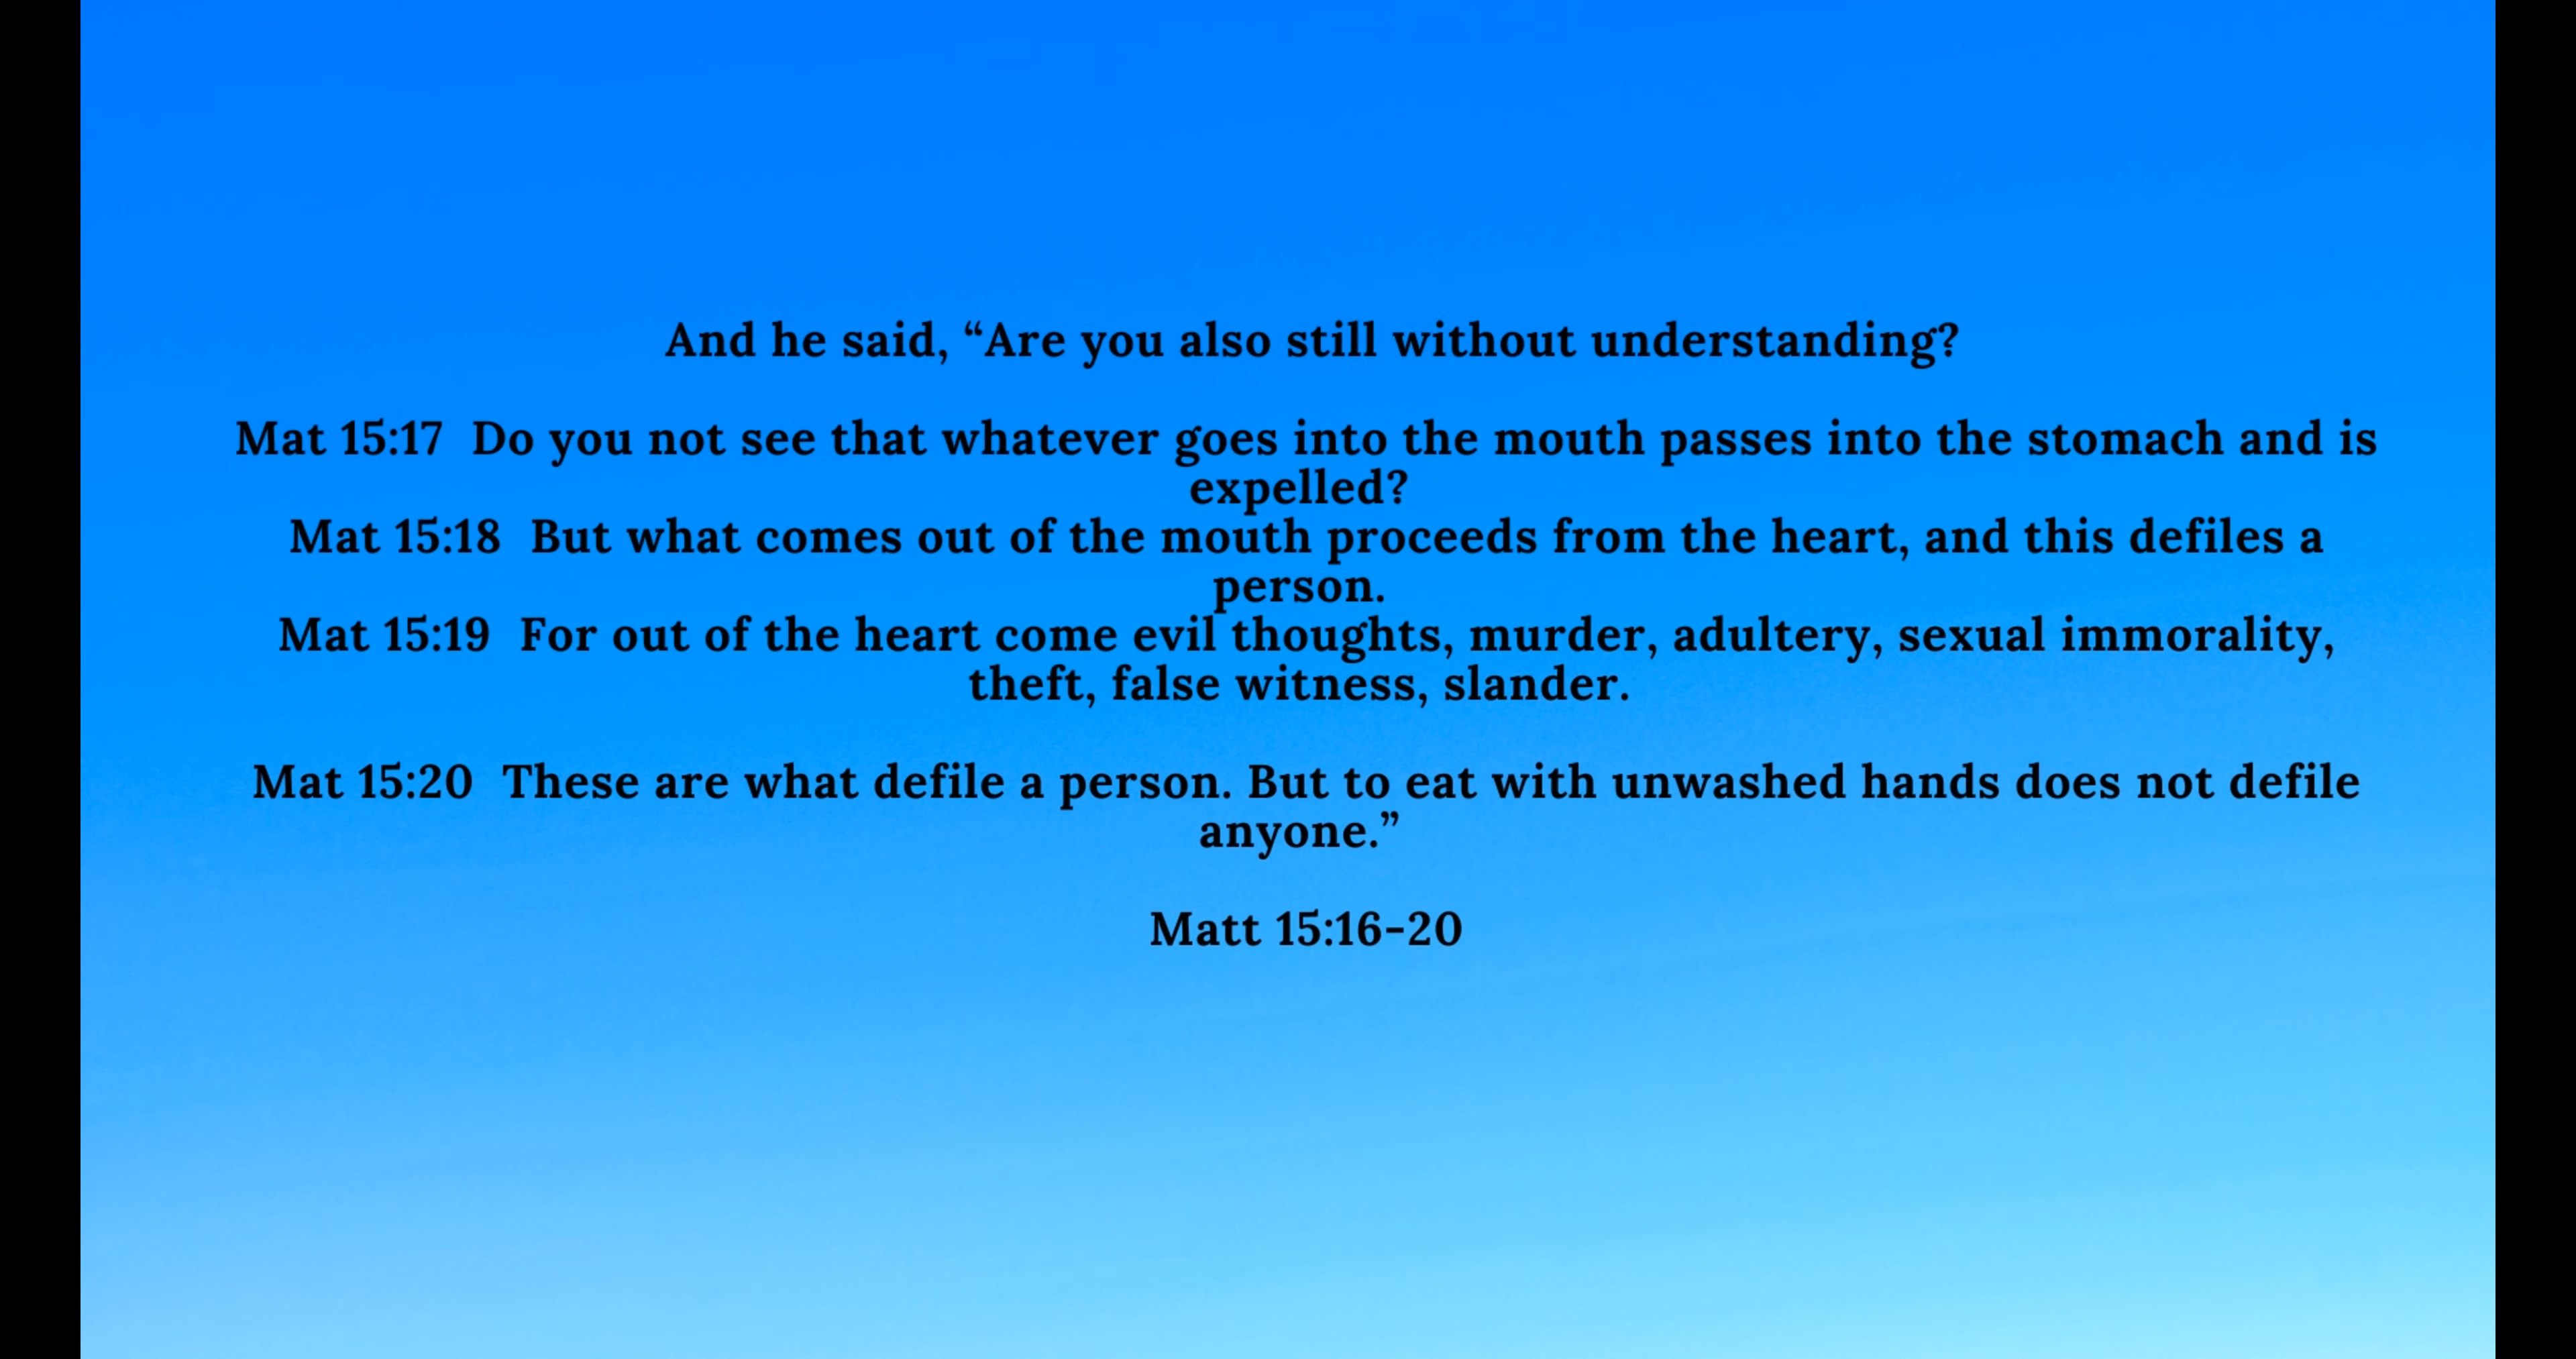 And he said, “Are you also still without understanding?
Mat 15:17  Do you not see that whatever goes into the mouth passes into the stomach and is
expelled?
Mat 15:18  But what comes out of the mouth proceeds from the heart, and this defiles a
person.
Mat 15:19  For out of the heart come evil thoughts, murder, adultery, sexual immorality,
theft, false witness, slander.
Mat 15:20  These are what defile a person. But to eat with unwashed hands does not defile
anyone.”
Matt 15:16-20